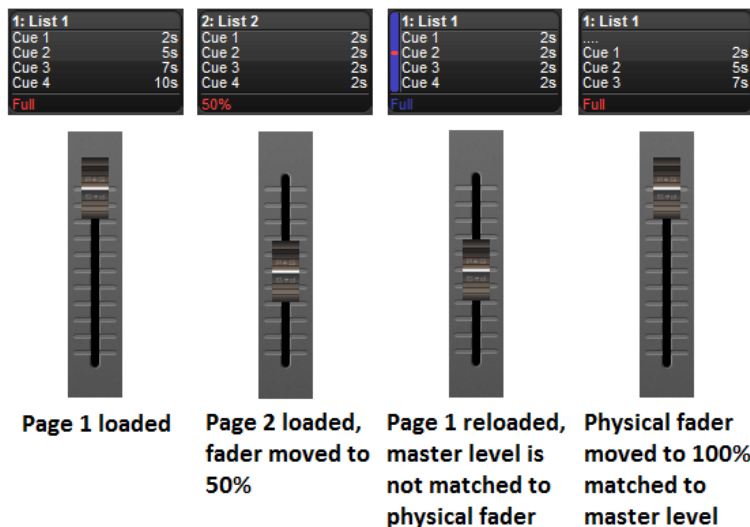 1: List 1
Cue 1 2s
Cue 2 5s
Cue 3 7s
Cue 4 10s
Full
2: List 2
Cue 1 2s
Cue 2 2s
Cue 3 2s
Cue 4 2s
50%
1: List 1
Cue 1 2s
Cue 2 2s
Cue 3 2s
Cue 4 2s
Full
1: List 1
....
Cue 1 2s
Cue 2 5s
Cue 3 7s
Full
Page 1 loaded
Page 2 loaded,
fader moved to
50%
Page 1 reloaded,
master level is
not matched to
physical fader
Physical fader
moved to 100%
matched to
master level